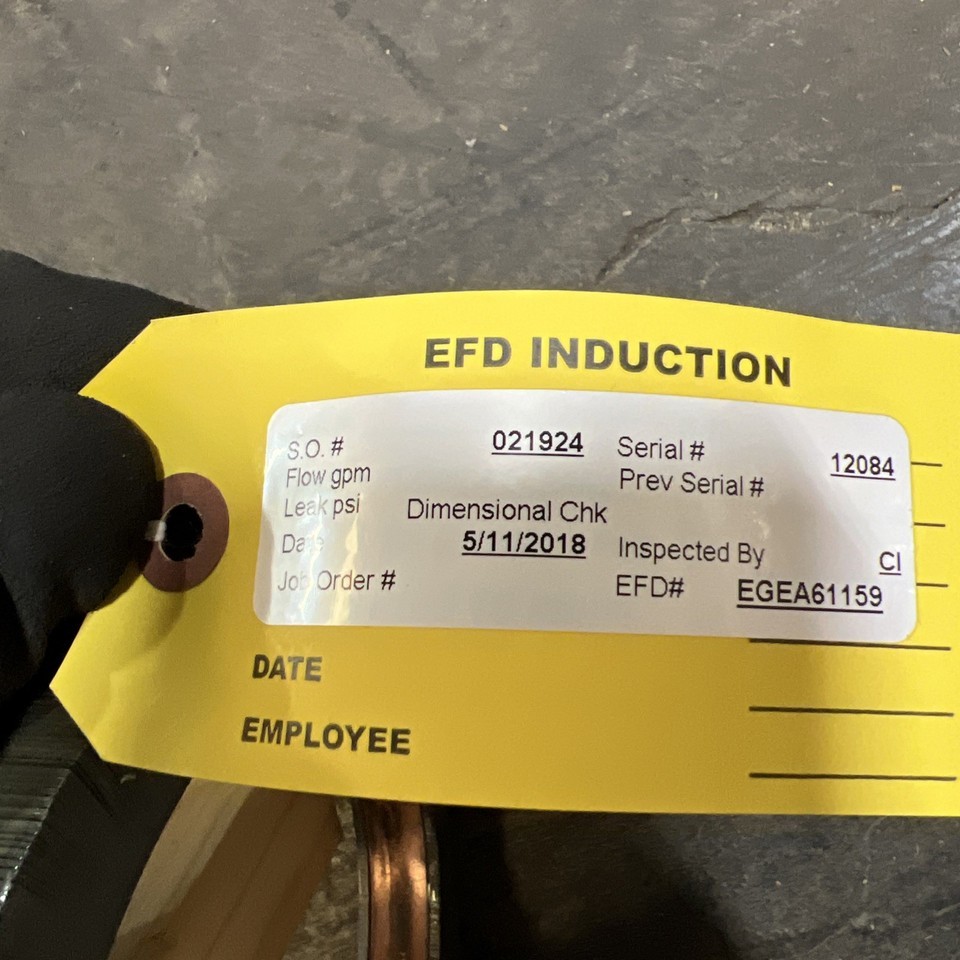 EFD INDUCTION
S.O. # 021924 Serial # 12084
Flow gpm Prev Serial #
Leak psi Dimensional Chk
Date 5/11/2018 Inspected By CI
Job Order # EFD# EGEA61159
DATE
EMPLOYEE